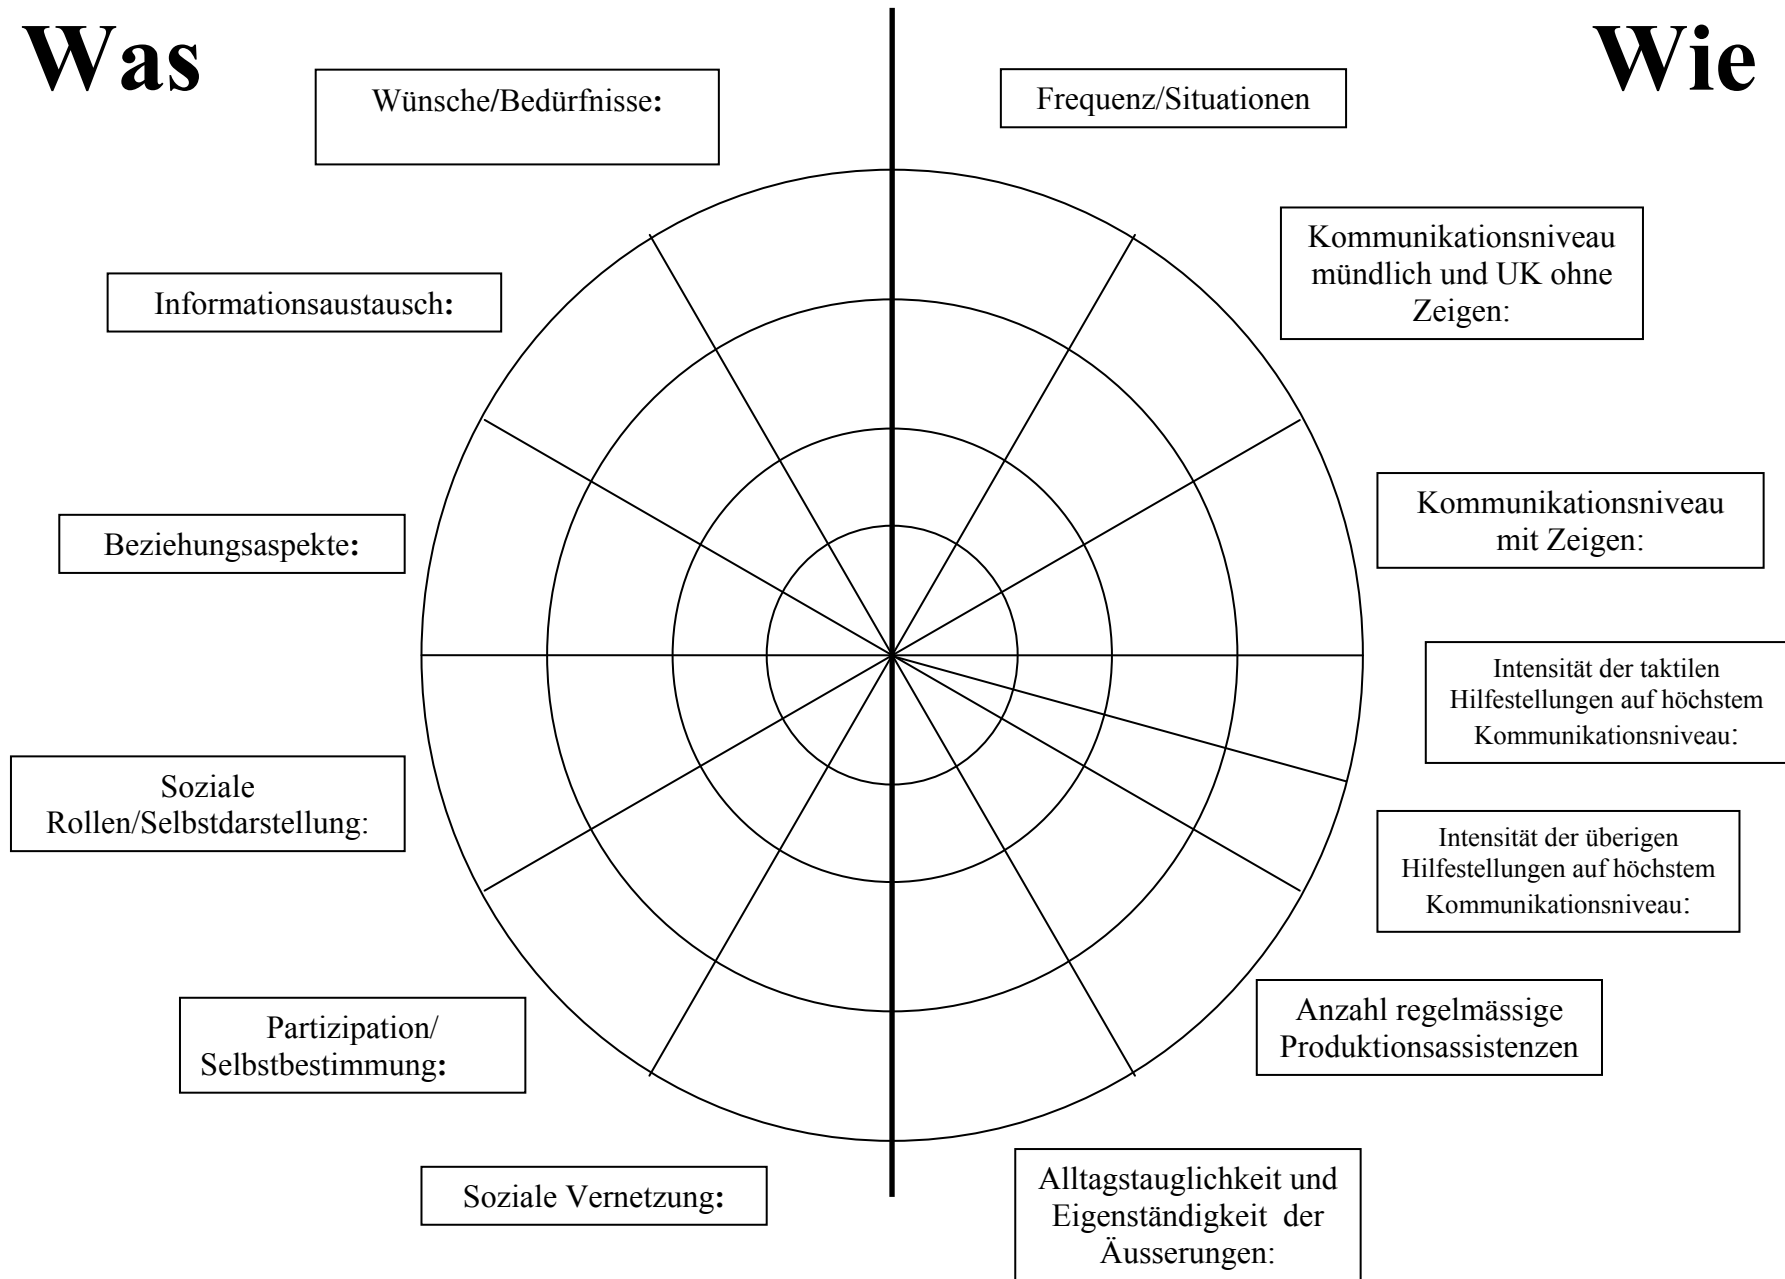 Was
Wie
Wünsche/Bedürfnisse:
Frequenz/Situationen
Kommunikationsniveau
mündlich und UK ohne
Zeigen:
Informationsaustausch:
Kommunikationsniveau
mit Zeigen:
Beziehungsaspekte:
Intensität der taktilen
Hilfestellungen auf höchstem
Kommunikationsniveau:
Soziale
Rollen/Selbstdarstellung:
Intensität der überigen
Hilfestellungen auf höchstem
Kommunikationsniveau:
Partizipation/
Selbstbestimmung:
Anzahl regelmässige
Produktionsassistenzen
Soziale Vernetzung:
Alltagstauglichkeit und
Eigenständigkeit der
Äusserungen: